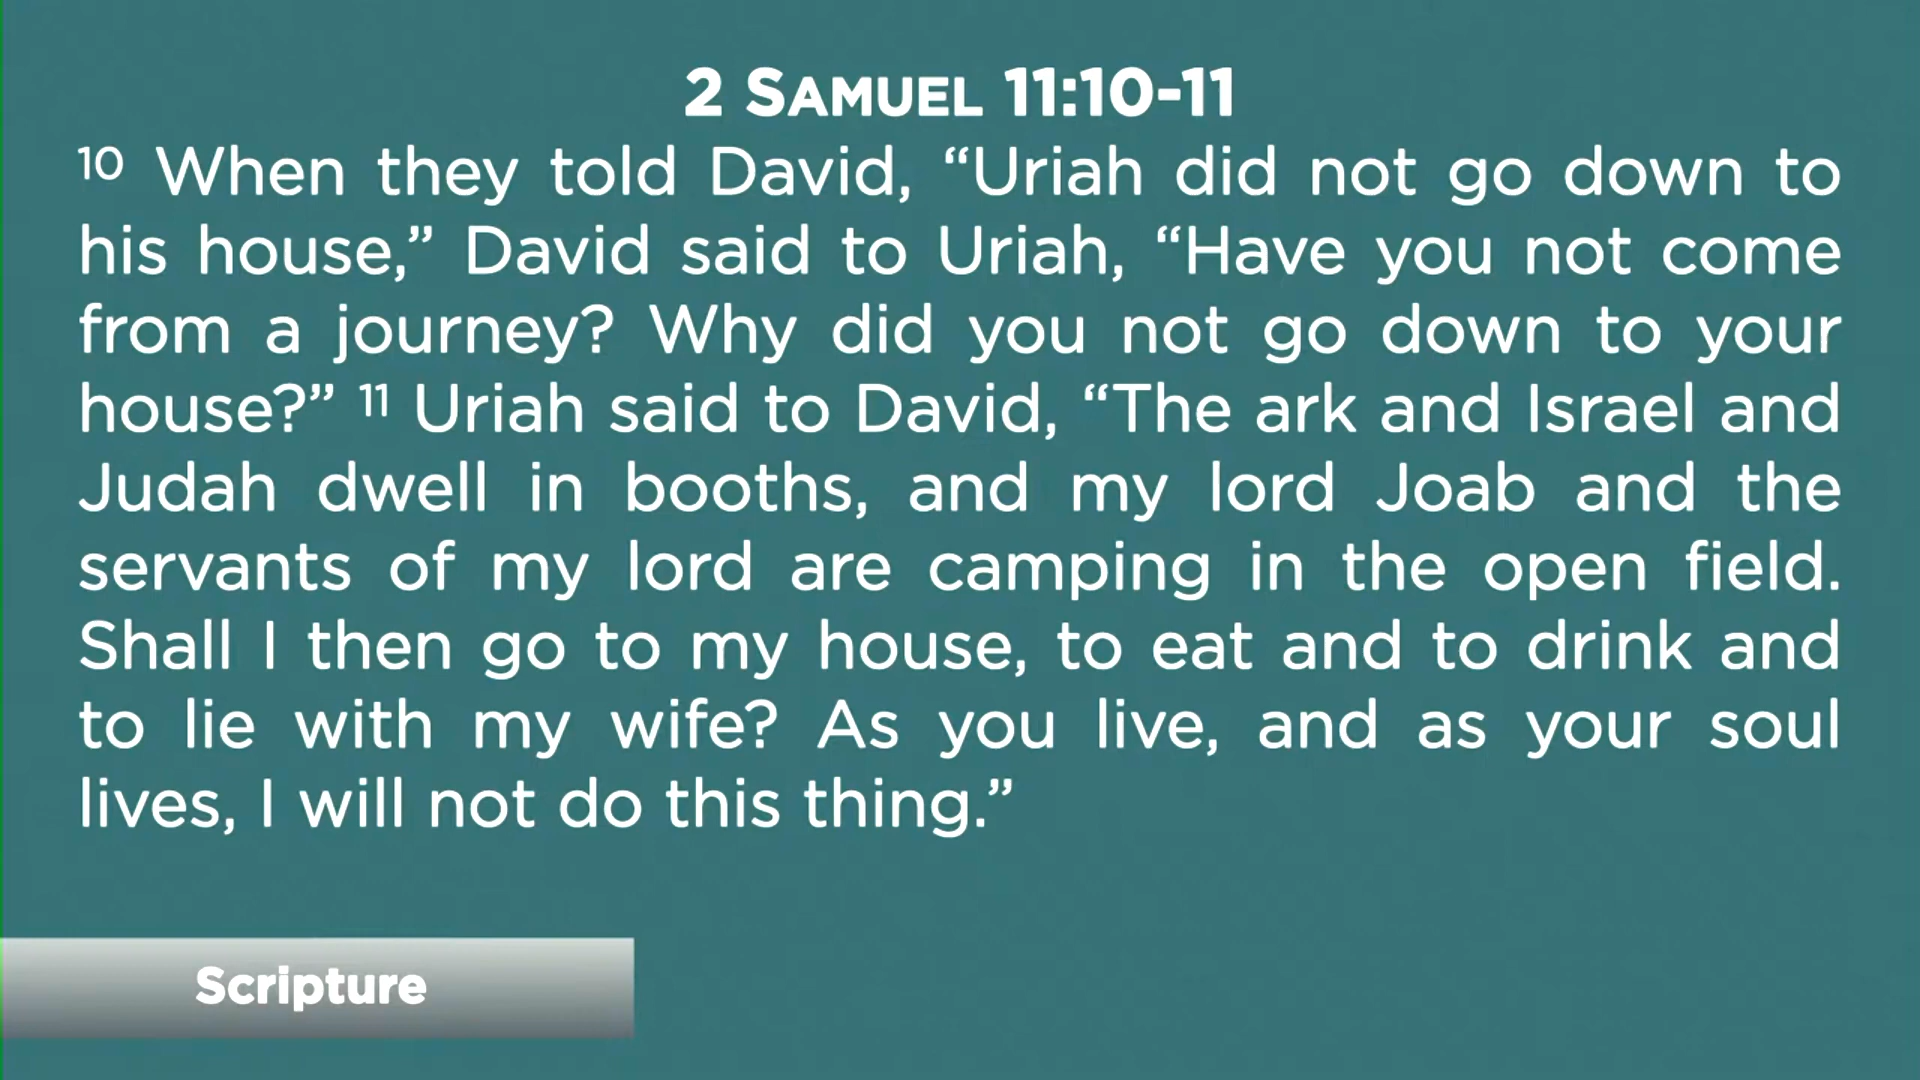 2 SAMUEL 11:10-11
10 When they told David, “Uriah did not go down to
his house,” David said to Uriah, “Have you not come
from a journey? Why did you not go down to your
house?” 11 Uriah said to David, “The ark and Israel and
Judah dwell in booths, and my lord Joab and the
servants of my lord are camping in the open field.
Shall I then go to my house, to eat and to drink and
to lie with my wife? As you live, and as your soul
lives, I will not do this thing.”
Scripture